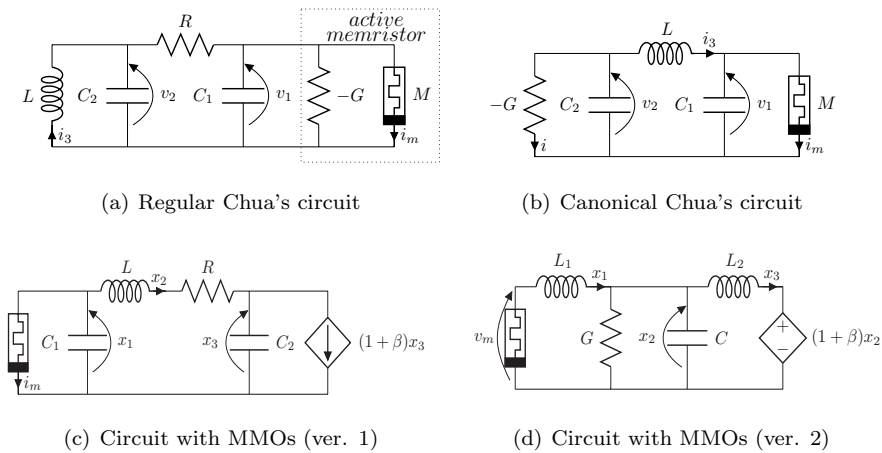 R
active
memristor
L
C₂
v₂
C₁
v₁
−G
M
i₃
iₘ
(a) Regular Chua's circuit
L
i₃
−G
C₂
v₂
C₁
v₁
M
i
iₘ
(b) Canonical Chua's circuit
L
x₂
R
C₁
x₁
x₃
C₂
(1 + β)x₃
iₘ
(c) Circuit with MMOs (ver. 1)
L₁
x₁
L₂
x₃
vₘ
G
x₂
C
+
−
(1 + β)x₂
(d) Circuit with MMOs (ver. 2)